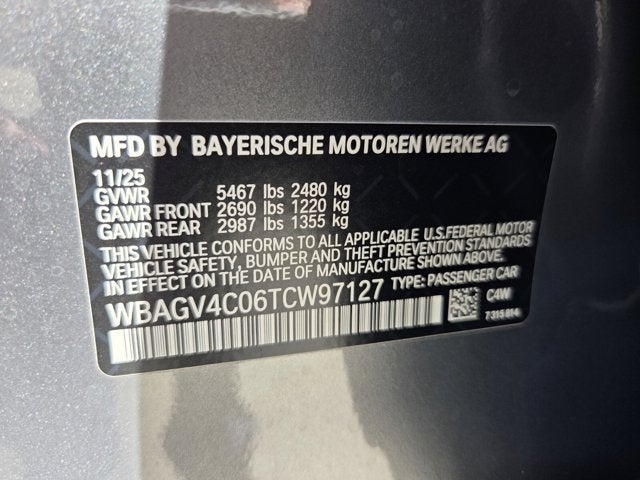 MFD BY BAYERISCHE MOTOREN WERKE AG
11/25
GVWR 5467 lbs 2480 kg
GAWR FRONT 2690 lbs 1220 kg
GAWR REAR 2987 lbs 1355 kg
THIS VEHICLE CONFORMS TO ALL APPLICABLE U.S.FEDERAL MOTOR
VEHICLE SAFETY, BUMPER, AND THEFT PREVENTION STANDARDS
IN EFFECT ON THE DATE OF MANUFACTURE SHOWN ABOVE.
WBAGV4C06TCW97127 TYPE: PASSENGER CAR
C4W
7315814